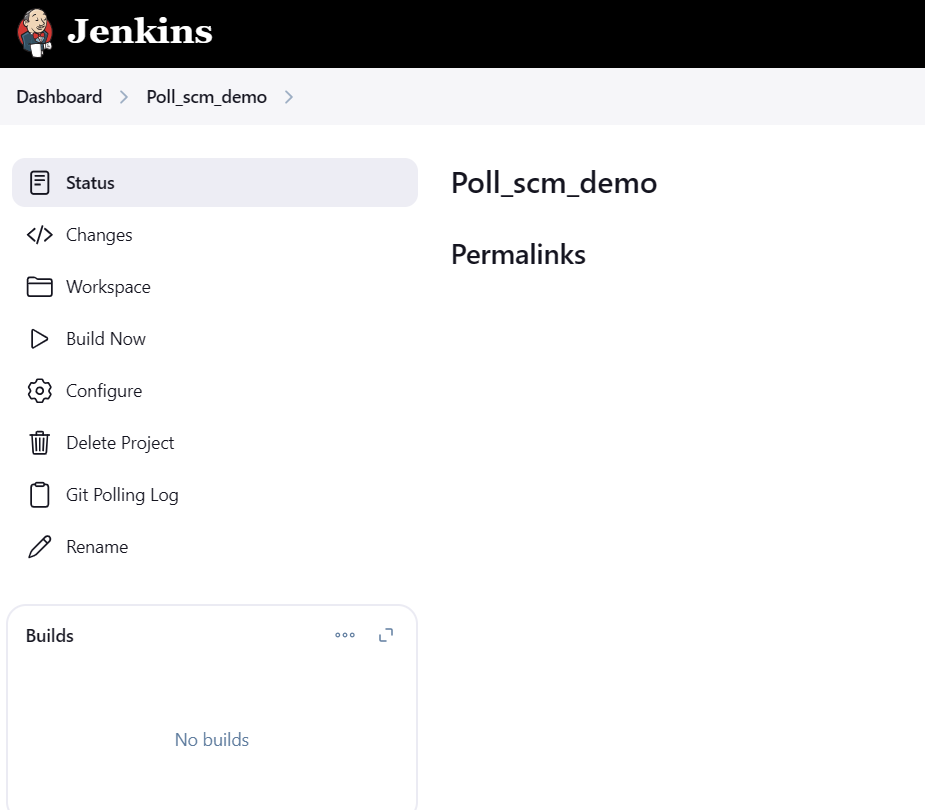 Jenkins
Dashboard > Poll_scm_demo >
Status
Changes
Workspace
Build Now
Configure
Delete Project
Git Polling Log
Rename
Builds
No builds
Poll_scm_demo
Permalinks